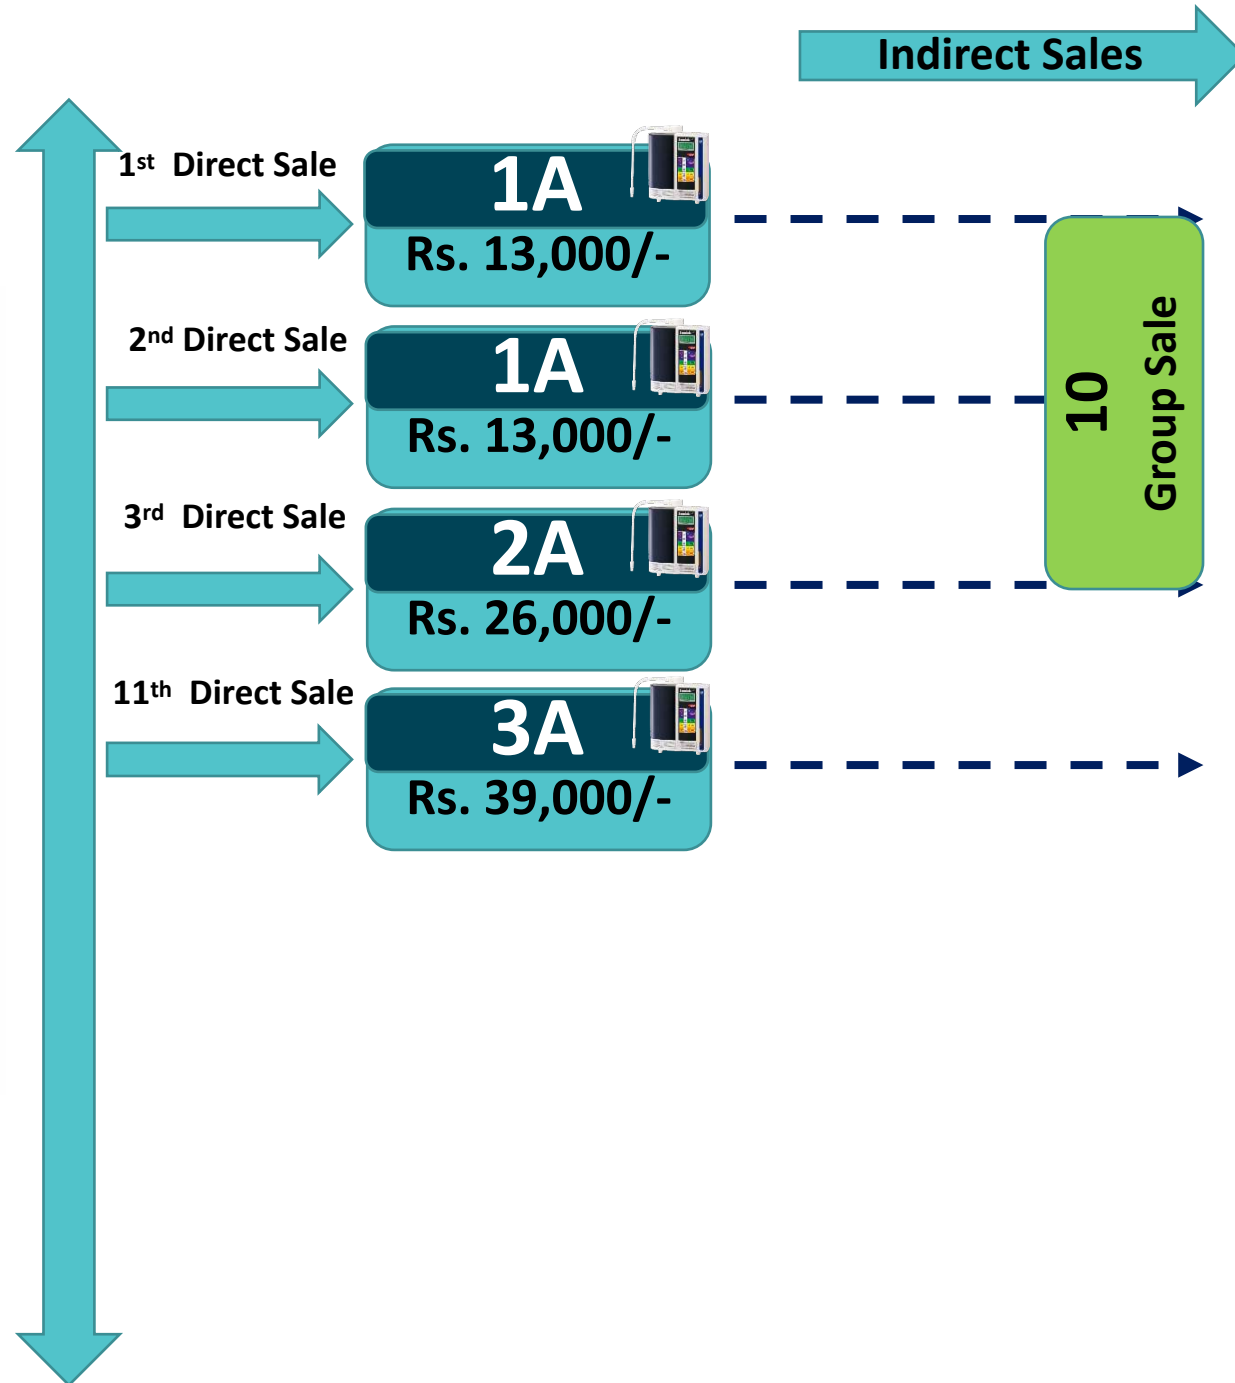 Indirect Sales
1st Direct Sale
1A
Rs. 13,000/-
2nd Direct Sale
1A
Rs. 13,000/-
10
Group Sale
3rd Direct Sale
2A
Rs. 26,000/-
11th Direct Sale
3A
Rs. 39,000/-